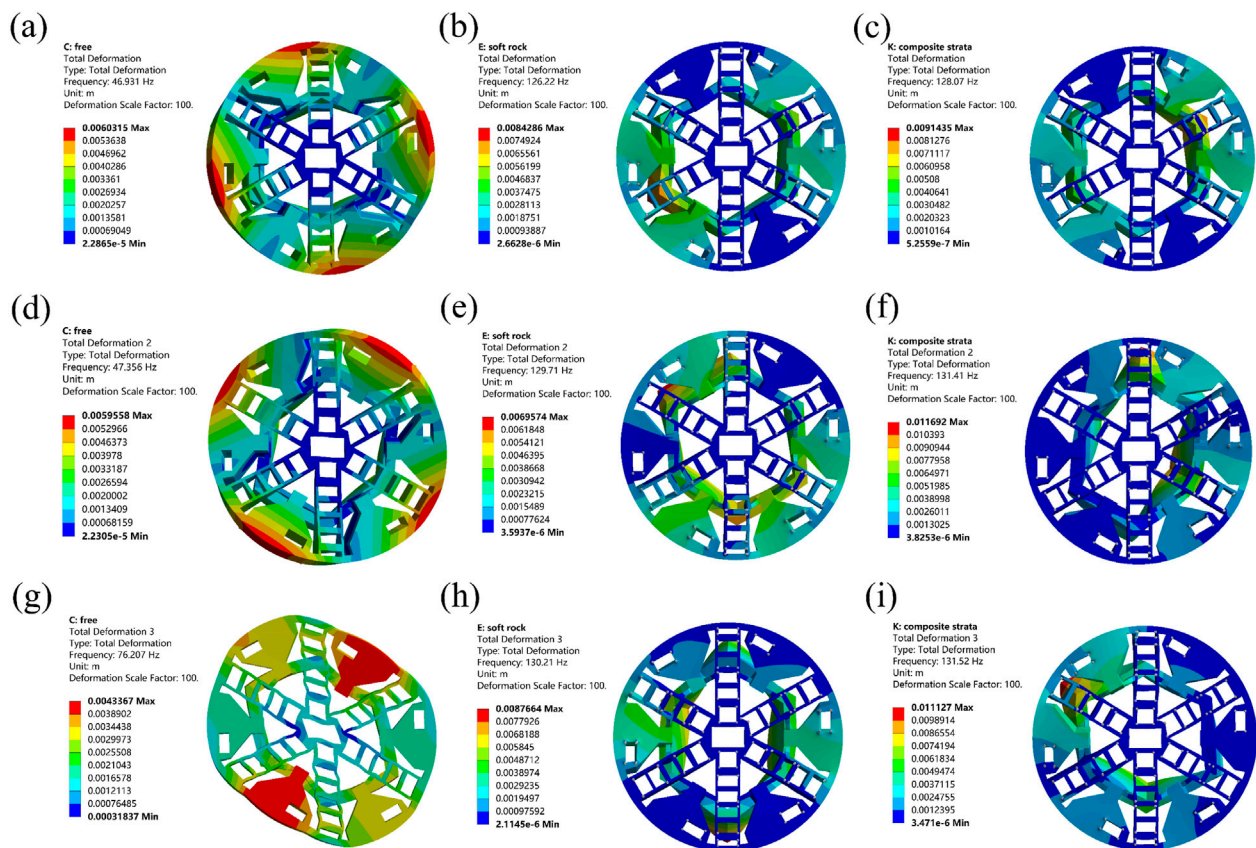 (a)
C: free
Total Deformation
Type: Total Deformation
Frequency: 46.931 Hz
Unit: m
Deformation Scale Factor: 100.
0.0060315 Max
0.0053638
0.0046962
0.0040286
0.003361
0.0026934
0.0020257
0.0013581
0.00069049
2.2865e-5 Min
(b)
E: soft rock
Total Deformation
Type: Total Deformation
Frequency: 126.22 Hz
Unit: m
Deformation Scale Factor: 100.
0.0084286 Max
0.0074924
0.0065561
0.0056199
0.0046837
0.0037475
0.0028113
0.0018751
0.00093887
2.6628e-6 Min
(c)
K: composite strata
Total Deformation
Type: Total Deformation
Frequency: 128.07 Hz
Unit: m
Deformation Scale Factor: 100.
0.0091435 Max
0.0081276
0.0071117
0.0060958
0.00508
0.0040641
0.0030482
0.0020323
0.0010164
5.2559e-7 Min
(d)
C: free
Total Deformation 2
Type: Total Deformation
Frequency: 47.356 Hz
Unit: m
Deformation Scale Factor: 100.
0.0059558 Max
0.0052966
0.0046373
0.003978
0.0033187
0.0026594
0.0020002
0.0013409
0.00068159
2.2305e-5 Min
(e)
E: soft rock
Total Deformation 2
Type: Total Deformation
Frequency: 129.71 Hz
Unit: m
Deformation Scale Factor: 100.
0.0069574 Max
0.0061848
0.0054121
0.0046395
0.0038668
0.0030942
0.0023215
0.0015489
0.00077624
3.5937e-6 Min
(f)
K: composite strata
Total Deformation 2
Type: Total Deformation
Frequency: 131.41 Hz
Unit: m
Deformation Scale Factor: 100.
0.011692 Max
0.010393
0.0090944
0.0077958
0.0064971
0.0051985
0.0038998
0.0026011
0.0013025
3.8253e-6 Min
(g)
C: free
Total Deformation 3
Type: Total Deformation
Frequency: 76.207 Hz
Unit: m
Deformation Scale Factor: 100.
0.0043367 Max
0.0038902
0.0034438
0.0029973
0.0025508
0.0021043
0.0016578
0.0012113
0.00076485
0.00031837 Min
(h)
E: soft rock
Total Deformation 3
Type: Total Deformation
Frequency: 130.21 Hz
Unit: m
Deformation Scale Factor: 100.
0.0087664 Max
0.0077926
0.0068188
0.005845
0.0048712
0.0038974
0.0029235
0.0019497
0.00097592
2.1145e-6 Min
(i)
K: composite strata
Total Deformation 3
Type: Total Deformation
Frequency: 131.52 Hz
Unit: m
Deformation Scale Factor: 100.
0.011127 Max
0.0098914
0.0086554
0.0074194
0.0061834
0.0049474
0.0037115
0.0024755
0.0012395
3.471e-6 Min